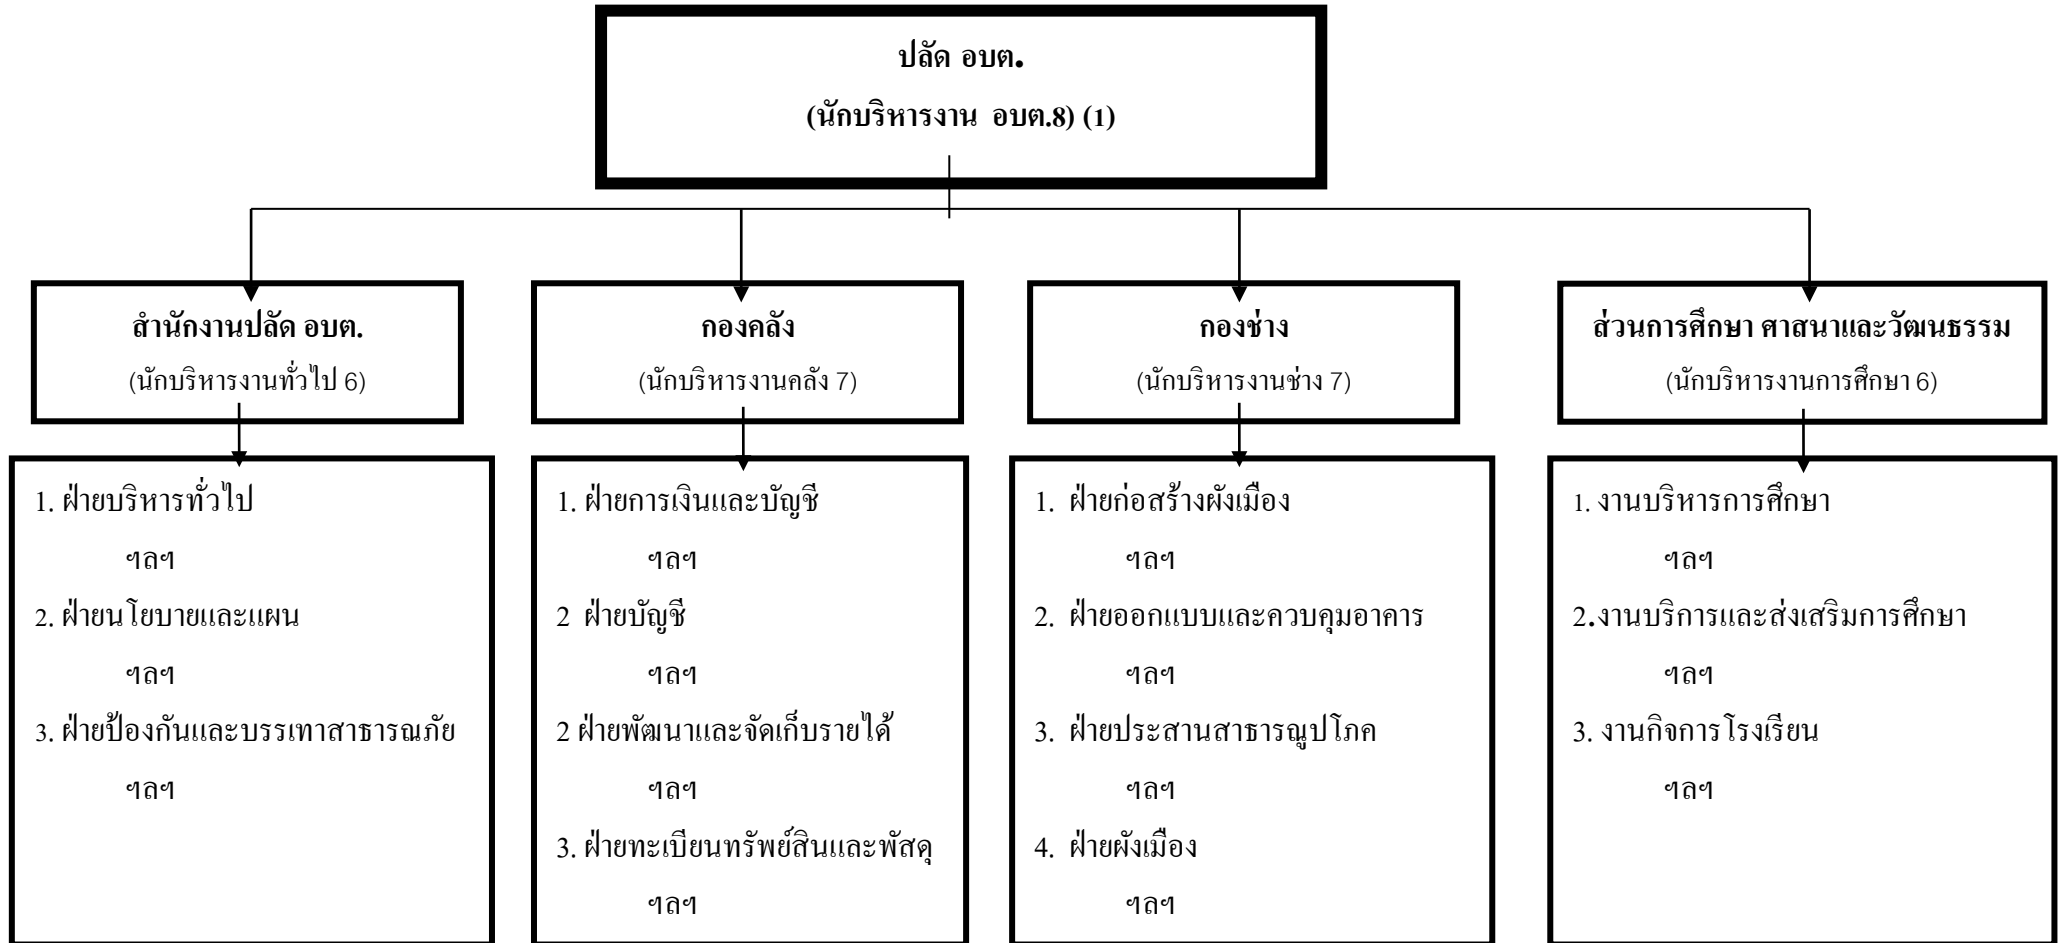 ปลัด อบต.
(นักบริหารงาน อบต.8) (1)
สำนักงานปลัด อบต.
(นักบริหารงานทั่วไป 6)
กองคลัง
(นักบริหารงานคลัง 7)
กองช่าง
(นักบริหารงานช่าง 7)
ส่วนการศึกษา ศาสนาและวัฒนธรรม
(นักบริหารงานการศึกษา 6)
1. ฝ่ายบริหารทั่วไป
ฯลฯ
2. ฝ่ายนโยบายและแผน
ฯลฯ
3. ฝ่ายป้องกันและบรรเทาสาธารณภัย
ฯลฯ
1. ฝ่ายการเงินและบัญชี
ฯลฯ
2 ฝ่ายบัญชี
ฯลฯ
2 ฝ่ายพัฒนาและจัดเก็บรายได้
ฯลฯ
3. ฝ่ายทะเบียนทรัพย์สินและพัสดุ
ฯลฯ
1. ฝ่ายก่อสร้างผังเมือง
ฯลฯ
2. ฝ่ายออกแบบและควบคุมอาคาร
ฯลฯ
3. ฝ่ายประสานสาธารณูปโภค
ฯลฯ
4. ฝ่ายผังเมือง
ฯลฯ
1. งานบริหารการศึกษา
ฯลฯ
2.งานบริการและส่งเสริมการศึกษา
ฯลฯ
3. งานกิจการโรงเรียน
ฯลฯ